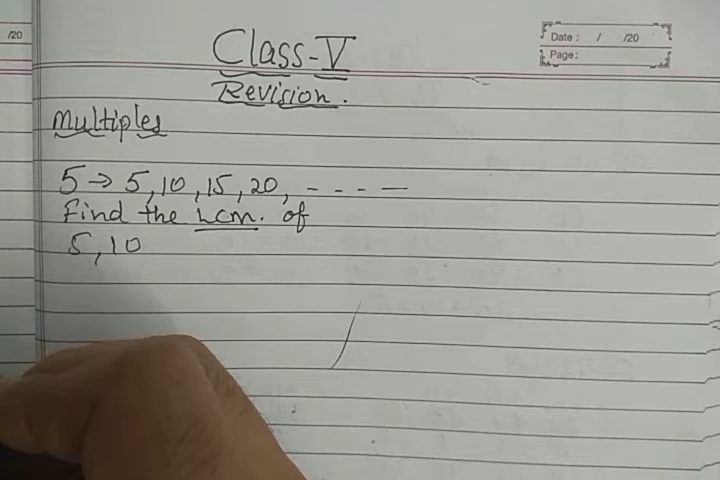 /20
Date : / /20
Page:
Class-V
Revision.
Multiples
5→ 5,10,15,20, - - - -
Find the LCM. of
5,10